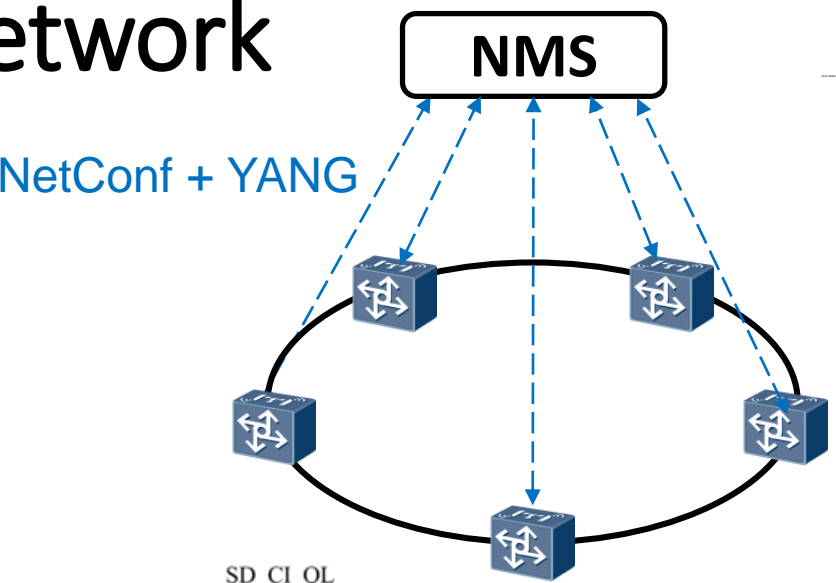 etwork
NMS
NetConf + YANG
SD CI OL